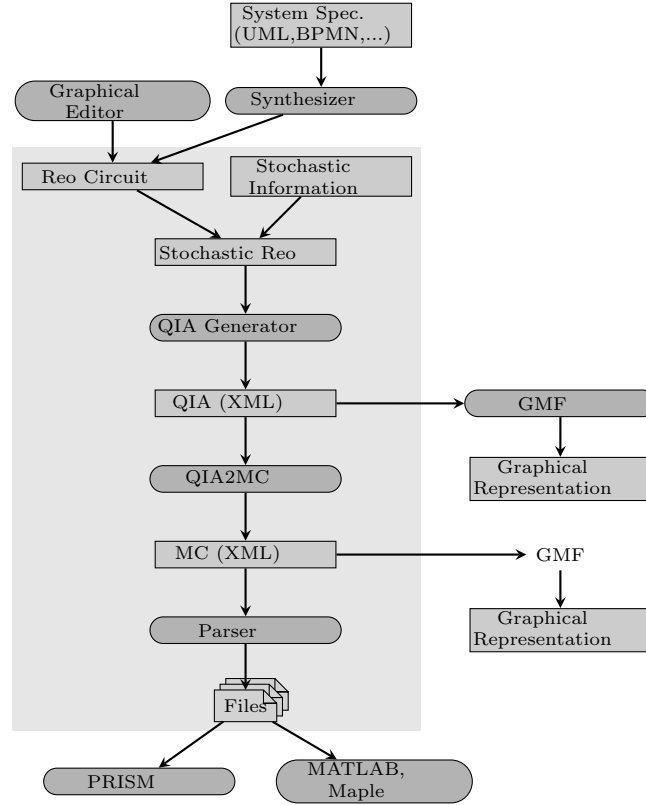 System Spec.
(UML,BPMN,...)
Graphical
Editor
Synthesizer
Reo Circuit
Stochastic
Information
Stochastic Reo
QIA Generator
QIA (XML)
GMF
QIA2MC
Graphical
Representation
MC (XML)
GMF
Parser
Graphical
Representation
Files
PRISM
MATLAB,
Maple